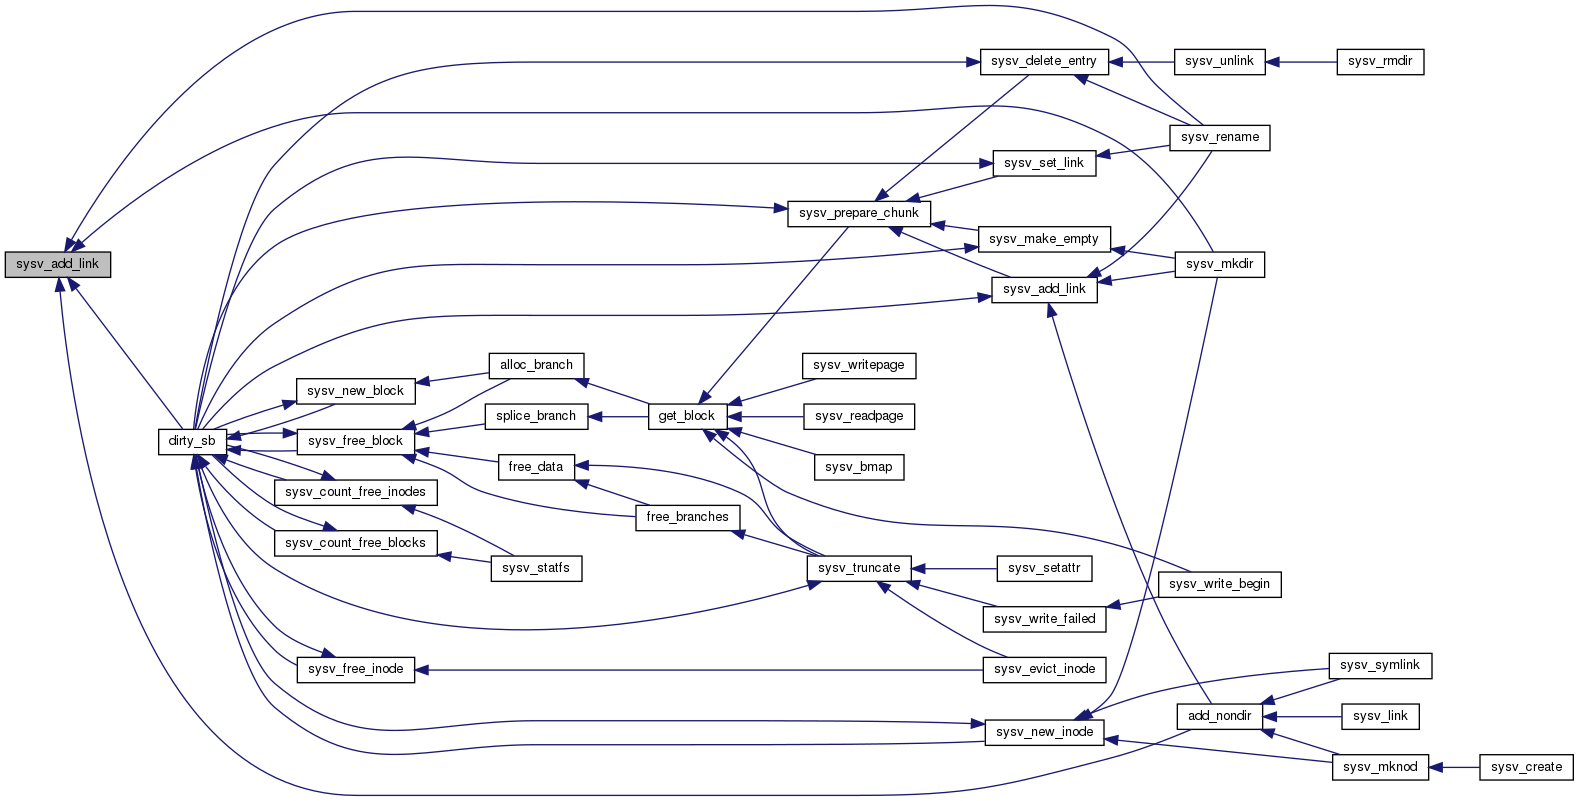 sysv_add_link
dirty_sb
sysv_new_block
sysv_free_block
sysv_count_free_inodes
sysv_count_free_blocks
sysv_free_inode
alloc_branch
splice_branch
free_data
sysv_statfs
get_block
free_branches
sysv_prepare_chunk
sysv_writepage
sysv_readpage
sysv_bmap
sysv_truncate
sysv_delete_entry
sysv_set_link
sysv_make_empty
sysv_add_link
sysv_setattr
sysv_write_failed
sysv_evict_inode
sysv_new_inode
sysv_unlink
sysv_rename
sysv_mkdir
sysv_write_begin
add_nondir
sysv_rmdir
sysv_symlink
sysv_link
sysv_mknod
sysv_create